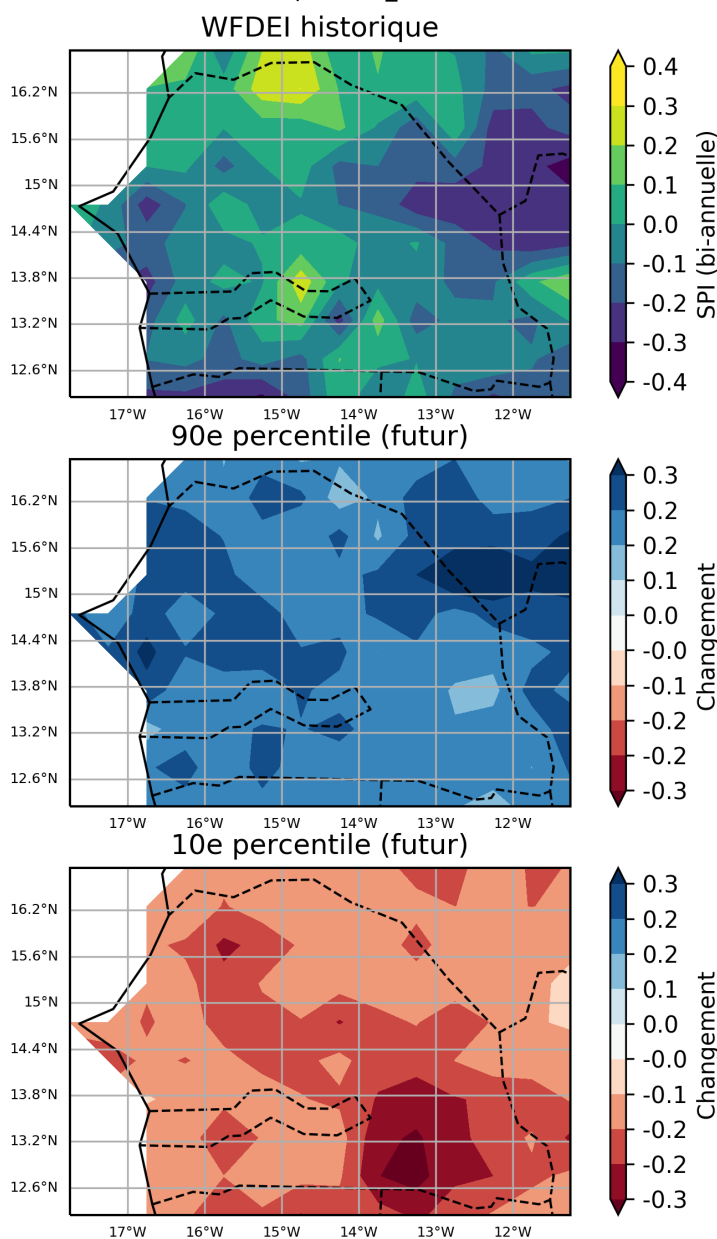 WFDEI historique
16.2°N
15.6°N
15°N
14.4°N
13.8°N
13.2°N
12.6°N
17°W 16°W 15°W 14°W 13°W 12°W
0.4
0.3
0.2
0.1
0.0
-0.1
-0.2
-0.3
-0.4
SPI (bi-annuelle)
90e percentile (futur)
16.2°N
15.6°N
15°N
14.4°N
13.8°N
13.2°N
12.6°N
17°W 16°W 15°W 14°W 13°W 12°W
0.3
0.2
0.2
0.1
0.0
-0.0
-0.1
-0.2
-0.2
-0.3
Changement
10e percentile (futur)
16.2°N
15.6°N
15°N
14.4°N
13.8°N
13.2°N
12.6°N
17°W 16°W 15°W 14°W 13°W 12°W
0.3
0.2
0.2
0.1
0.0
-0.0
-0.1
-0.2
-0.2
-0.3
Changement